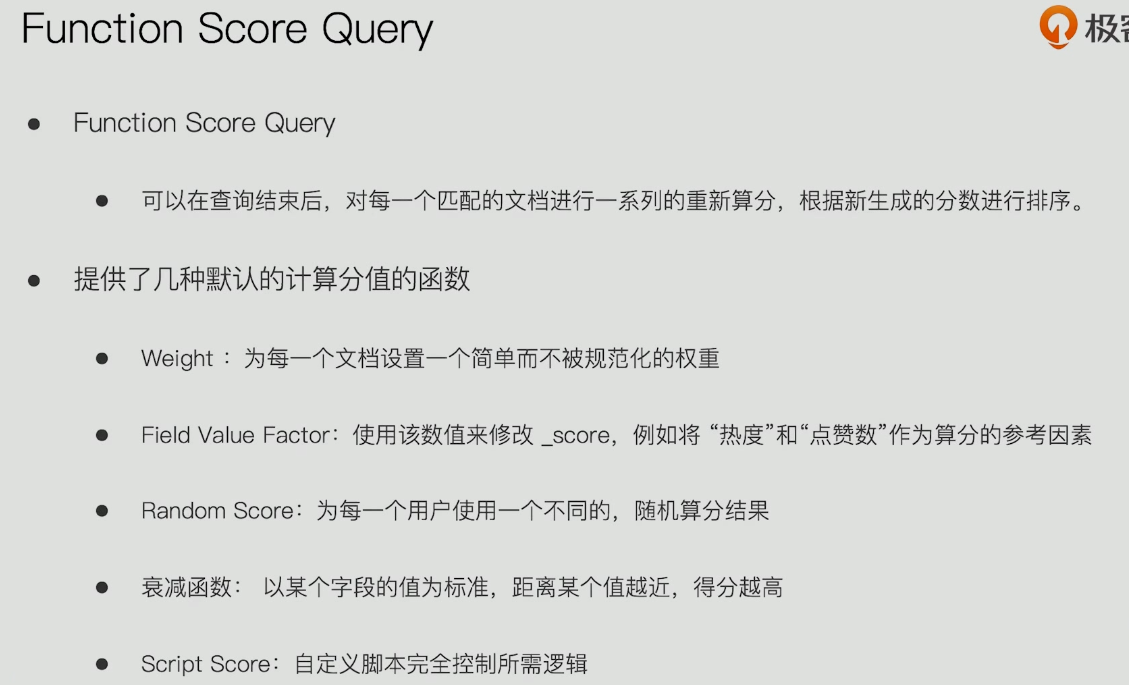 Function Score Query
极客
● Function Score Query
● 可以在查询结束后，对每一个匹配的文档进行一系列的重新算分，根据新生成的分数进行排序。
● 提供了几种默认的计算分值的函数
● Weight ：为每一个文档设置一个简单而不被规范化的权重
● Field Value Factor：使用该数值来修改 _score，例如将 “热度”和“点赞数”作为算分的参考因素
● Random Score：为每一个用户使用一个不同的，随机算分结果
● 衰减函数： 以某个字段的值为标准，距离某个值越近，得分越高
● Script Score：自定义脚本完全控制所需逻辑